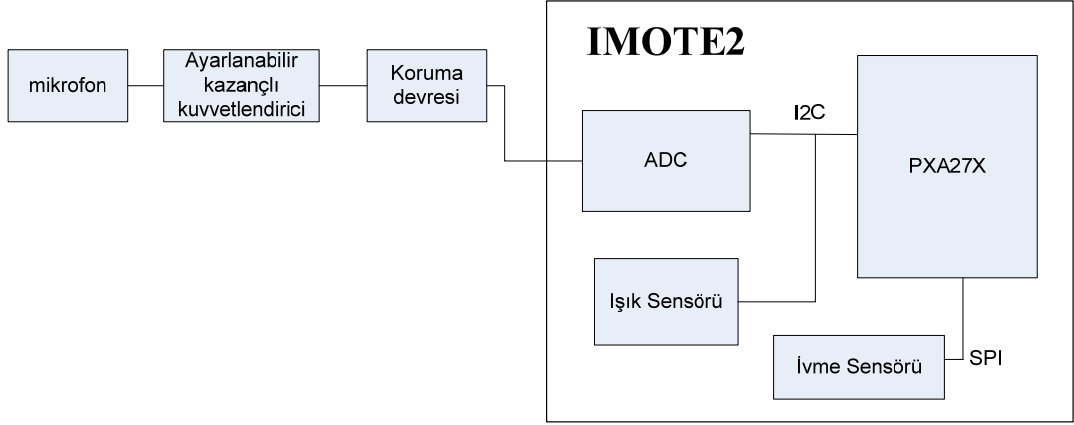 IMOTE2
mikrofon
Ayarlanabilir
kazançlı
kuvvetlendirici
Koruma
devresi
ADC
I2C
PXA27X
Işık Sensörü
İvme Sensörü
SPI